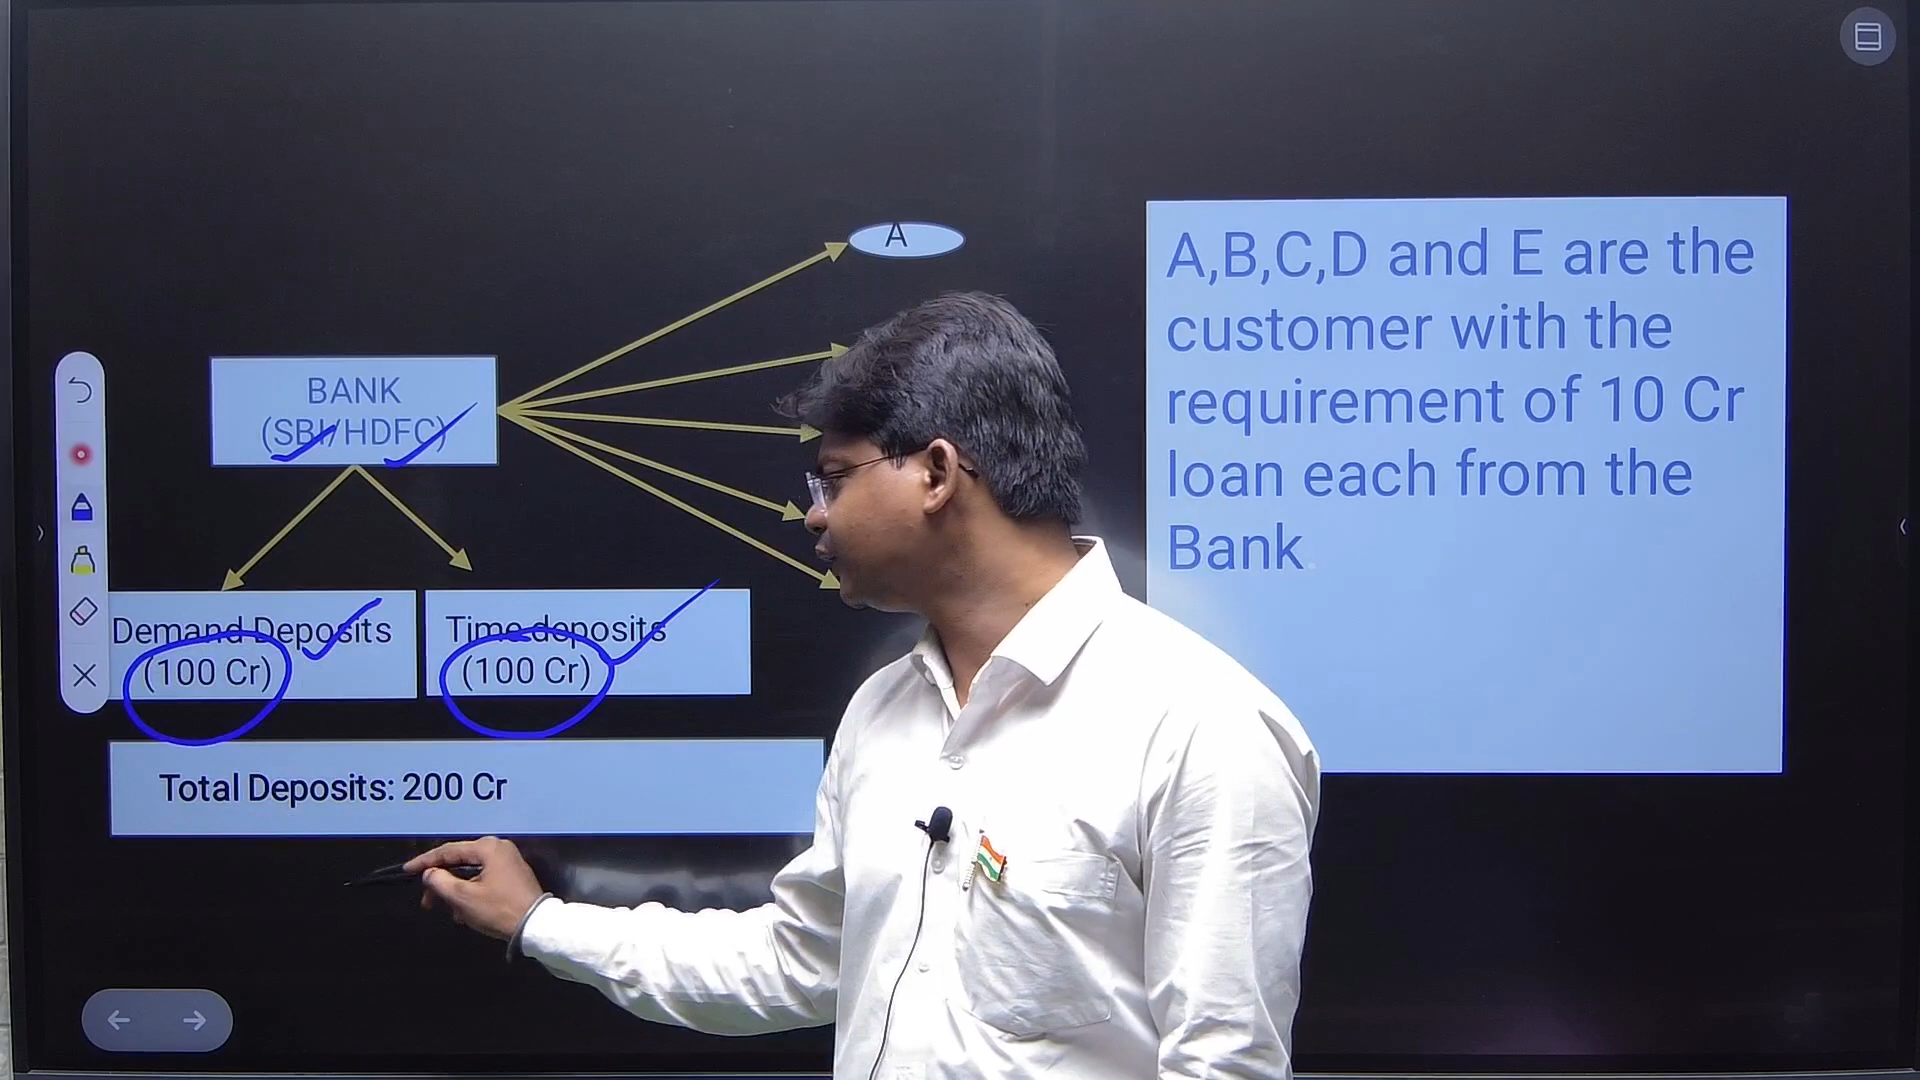 A
BANK
(SBI/HDFC)
Demand Deposits
(100 Cr)
Time deposits
(100 Cr)
Total Deposits: 200 Cr
A,B,C,D and E are the
customer with the
requirement of 10 Cr
loan each from the
Bank.